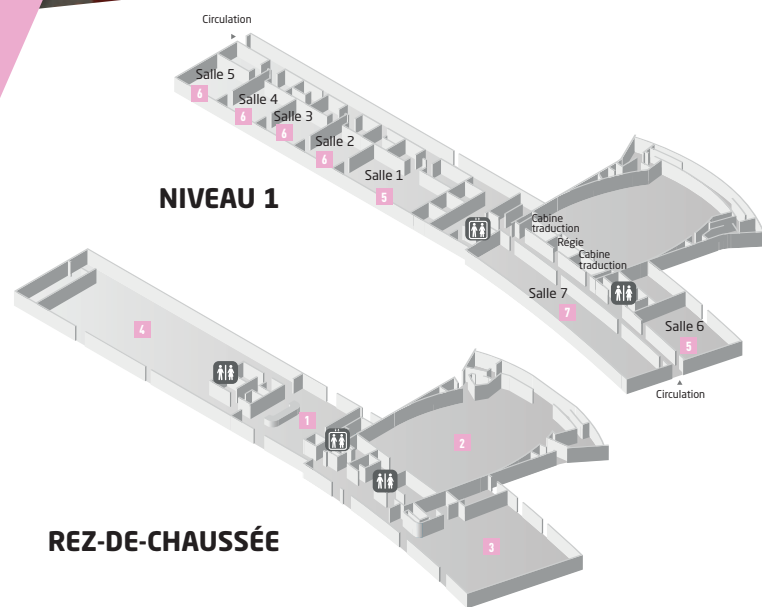 Circulation
Salle 5
6
Salle 4
6
Salle 3
6
Salle 2
6
Salle 1
5
NIVEAU 1
Cabine
traduction
Régie
Cabine
traduction
Salle 7
7
Salle 6
5
Circulation
4
1
2
3
REZ-DE-CHAUSSÉE